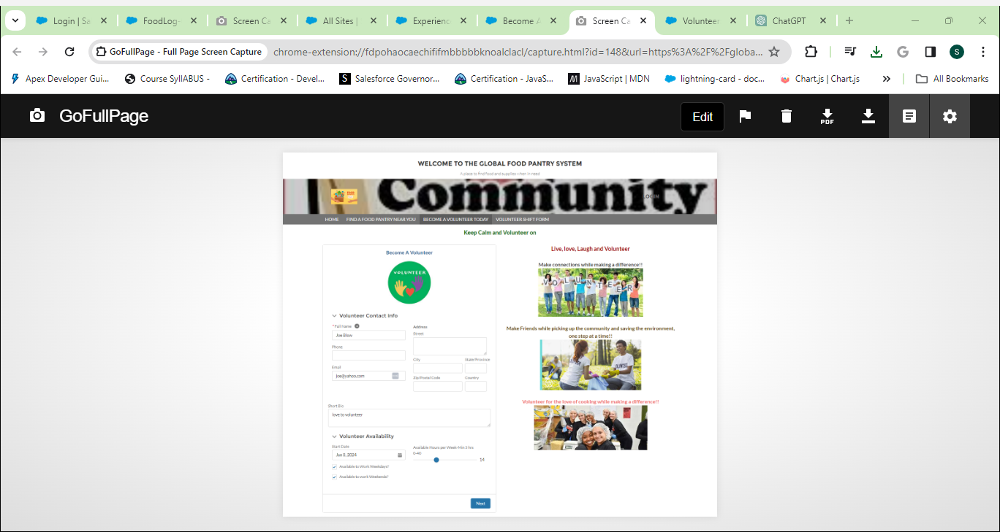 Login | Sa
FoodLog-
Screen Ca
All Sites |
Experienc
Become A
Screen Ca
Volunteer
ChatGPT
GoFullPage - Full Page Screen Capture
chrome-extension://fdpohaocaechififmbbbbbknoalclacl/capture.html?id=148&url=https%3A%2F%2Fgloba...
S
Apex Developer Gui...
Course SyllABUS -
Certification - Devel...
S Salesforce Governor...
Certification - JavaS...
M JavaScript | MDN
lightning-card - doc...
Chart.js | Chart.js
All Bookmarks
GoFullPage
Edit
PDF
WELCOME TO THE GLOBAL FOOD PANTRY SYSTEM
A place to find food and supplies when in need
Community
LOGIN
HOME FIND A FOOD PANTRY NEAR YOU BECOME A VOLUNTEER TODAY VOLUNTEER SHIFT FORM
Keep Calm and Volunteer on
Become A Volunteer
VOLUNTEER
Volunteer Contact Info
*Full Name
Joe Blow
Phone
Email
Joe@yahoo.com
Address
Street
City State/Province
Zip/Postal Code Country
Short Bio
love to volunteer
Volunteer Availability
Start Date
Jan 8, 2024
Available Hours per Week-Min 5 hrs
0-40
14
Available to Work Weekdays?
Available to work Weekends?
Next
Live, love, Laugh and Volunteer
Make connections while making a difference!!
VOLUNTEER
Make Friends while picking up the community and saving the environment,
one step at a time!!
VOLUNTEER
Volunteer for the love of cooking while making a difference!!